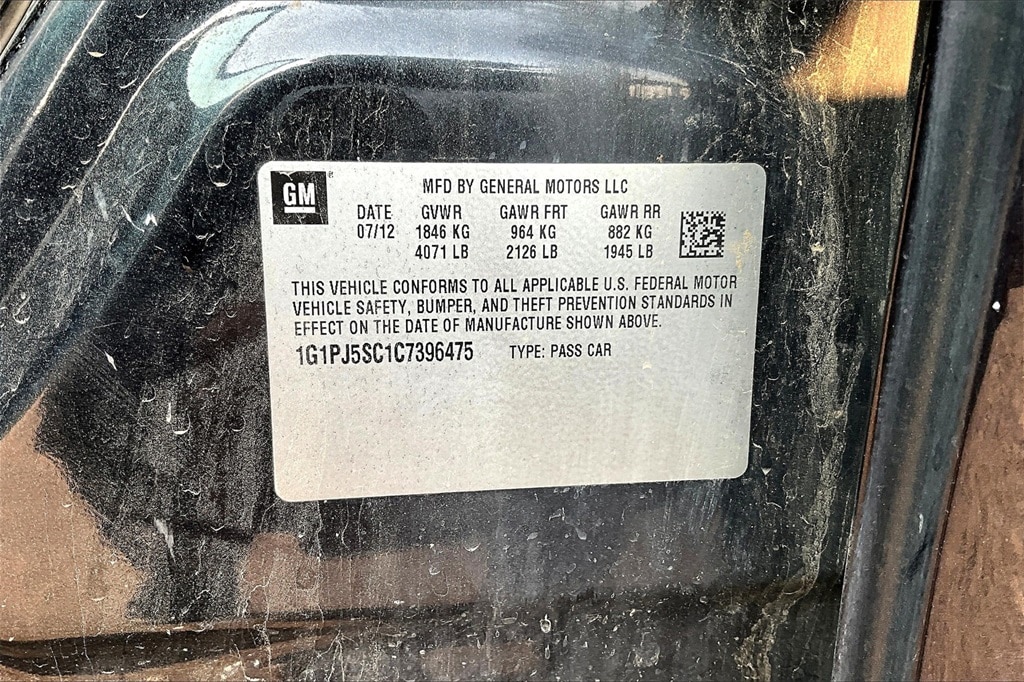 GM
MFD BY GENERAL MOTORS LLC
DATE GVWR GAWR FRT GAWR RR
07/12 1846 KG 964 KG 882 KG
4071 LB 2126 LB 1945 LB
THIS VEHICLE CONFORMS TO ALL APPLICABLE U.S. FEDERAL MOTOR
VEHICLE SAFETY, BUMPER, AND THEFT PREVENTION STANDARDS IN
EFFECT ON THE DATE OF MANUFACTURE SHOWN ABOVE.
1G1PJ5SC1C7396475 TYPE: PASS CAR